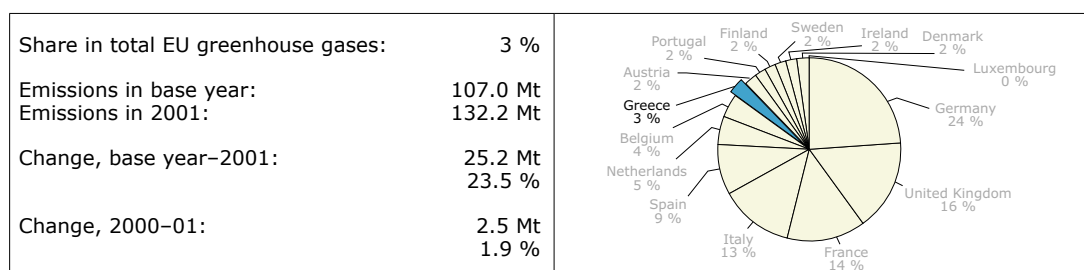 Share in total EU greenhouse gases: 3 %
Emissions in base year: 107.0 Mt
Emissions in 2001: 132.2 Mt
Change, base year–2001: 25.2 Mt
23.5 %
Change, 2000–01: 2.5 Mt
1.9 %
Portugal
2 %
Finland
2 %
Sweden
2 %
Ireland
2 %
Denmark
2 %
Luxembourg
0 %
Austria
2 %
Greece
3 %
Germany
24 %
Belgium
4 %
Netherlands
5 %
United Kingdom
16 %
Spain
9 %
Italy
13 %
France
14 %